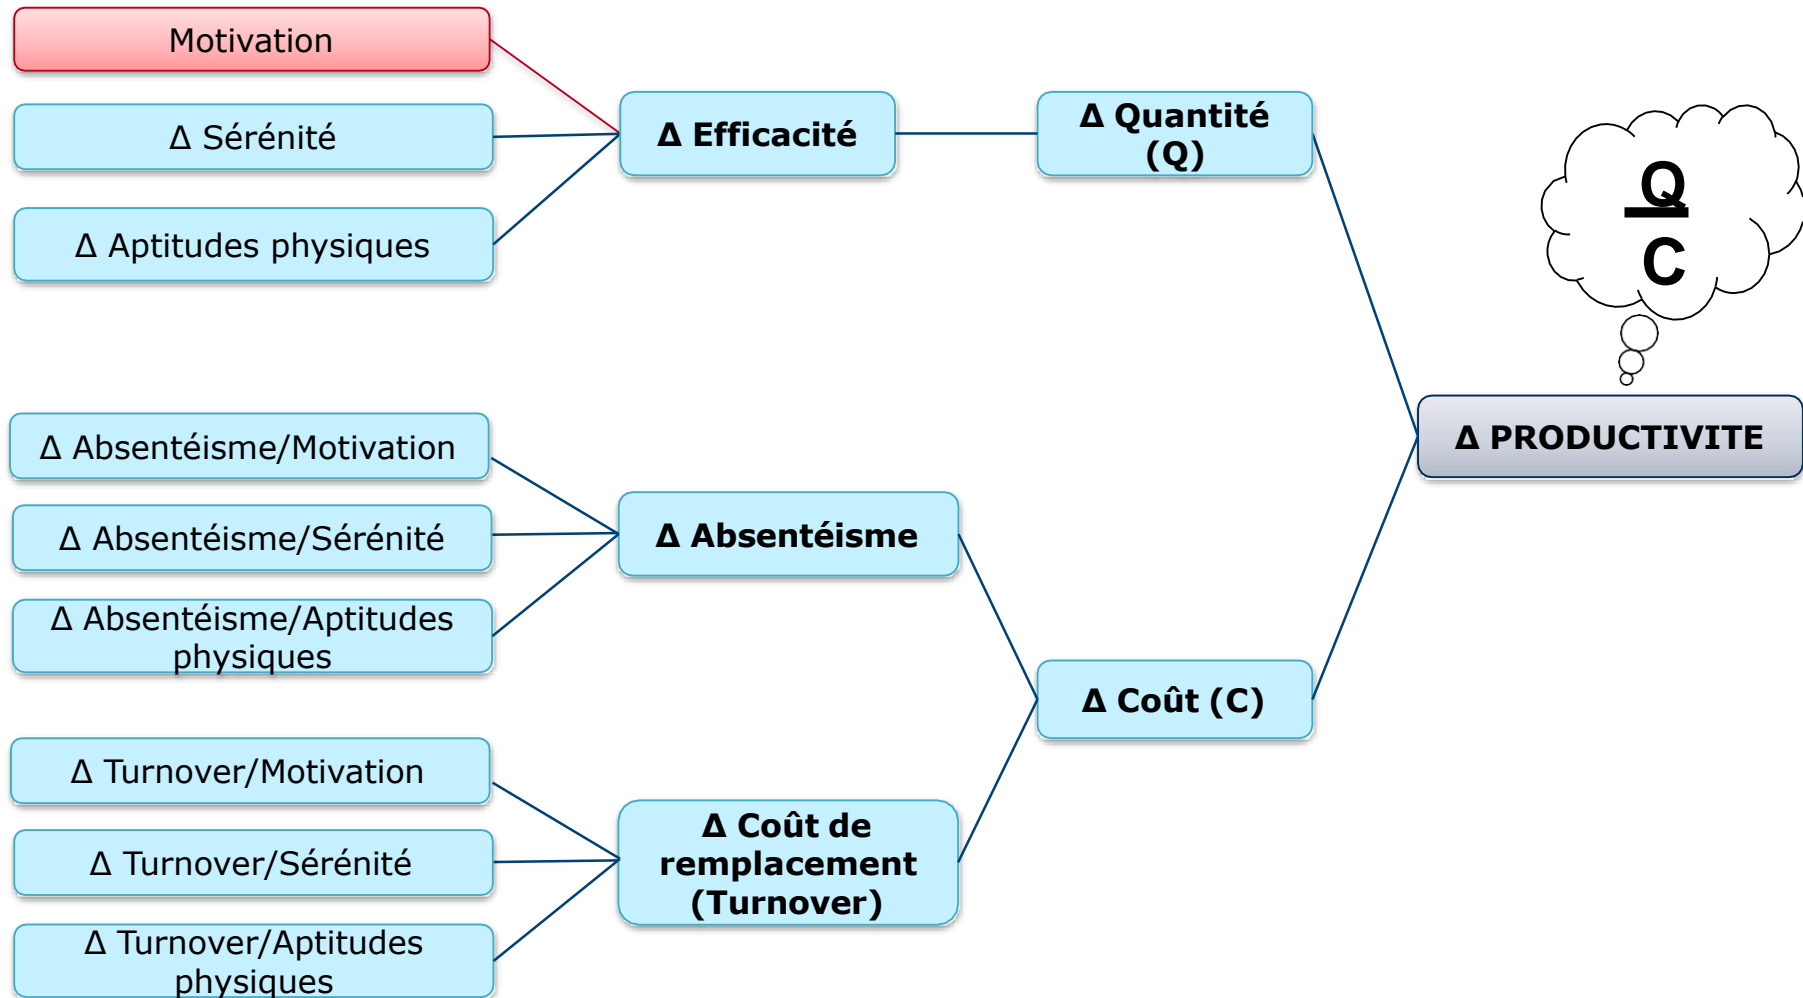 Motivation
Δ Sérénité
Δ Aptitudes physiques
Δ Efficacité
Δ Quantité
(Q)
Q
C
Δ PRODUCTIVITE
Δ Absentéisme/Motivation
Δ Absentéisme/Sérénité
Δ Absentéisme/Aptitudes
physiques
Δ Absentéisme
Δ Coût (C)
Δ Turnover/Motivation
Δ Turnover/Sérénité
Δ Turnover/Aptitudes
physiques
Δ Coût de
remplacement
(Turnover)